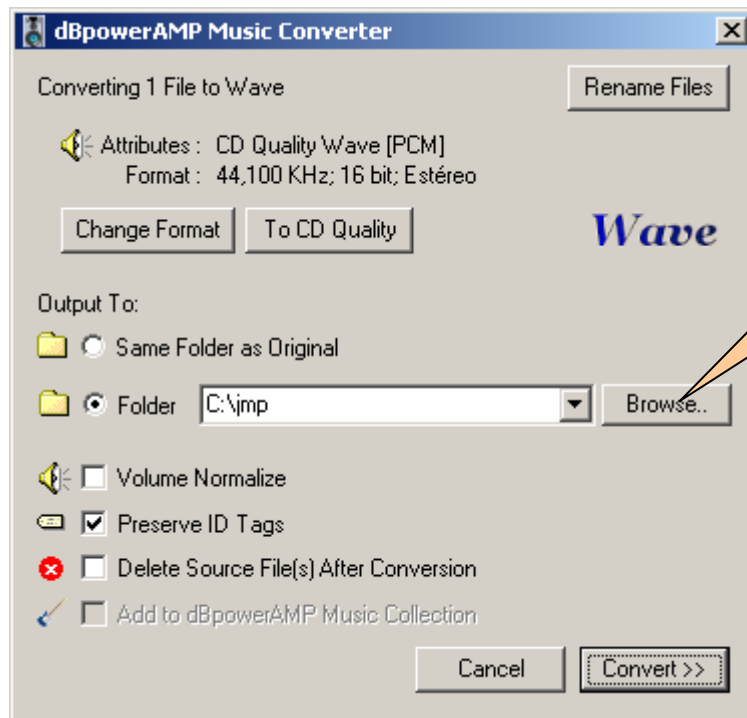 dBpowerAMP Music Converter
Converting 1 File to Wave
Rename Files
Attributes : CD Quality Wave [PCM]
Format : 44,100 KHz; 16 bit; Estéreo
Change Format
To CD Quality
Wave
Output To:
Same Folder as Original
Folder
C:\jmp
Browse..
Volume Normalize
Preserve ID Tags
Delete Source File(s) After Conversion
Add to dBpowerAMP Music Collection
Cancel
Convert >>